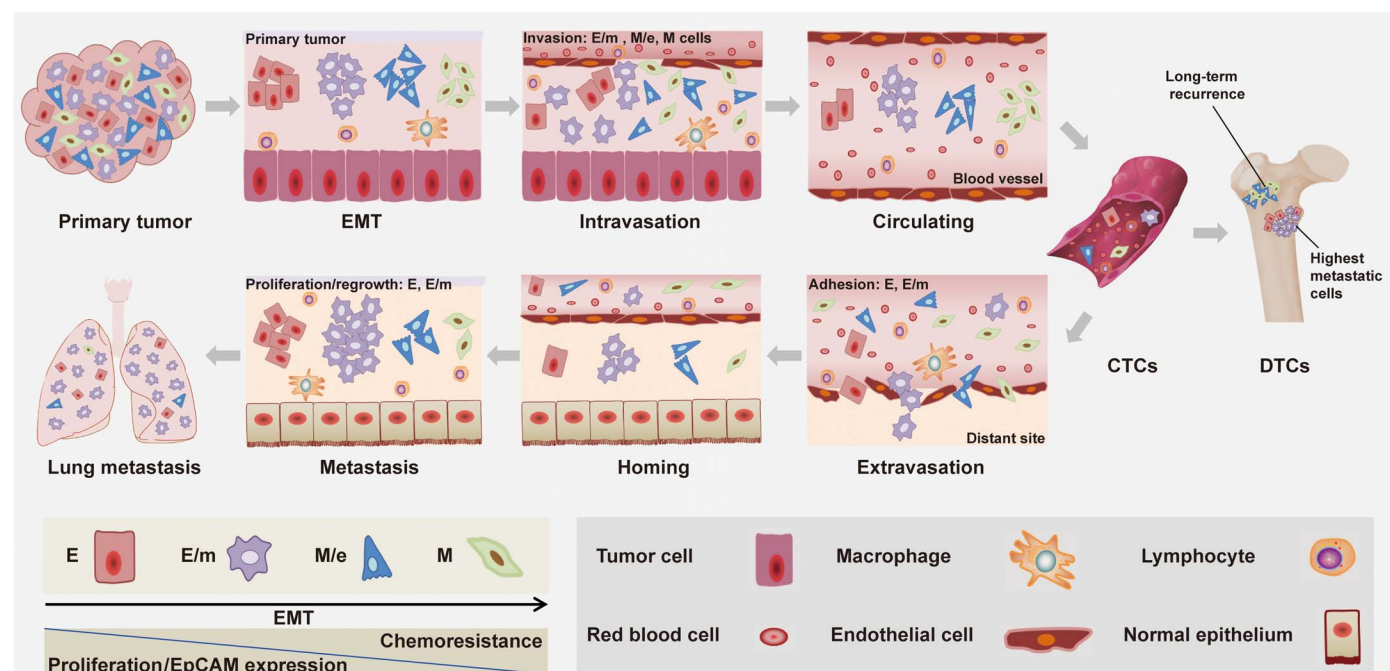 Primary tumor
Invasion: E/m , M/e, M cells
Long-term
recurrence
Blood vessel
Primary tumor
EMT
Intravasation
Circulating
Highest
metastatic
cells
Proliferation/regrowth: E, E/m
Adhesion: E, E/m
CTCs
DTCs
Distant site
Lung metastasis
Metastasis
Homing
Extravasation
E
E/m
M/e
M
Tumor cell
Macrophage
Lymphocyte
EMT
Red blood cell
Endothelial cell
Normal epithelium
Chemoresistance
Proliferation/EpCAM expression